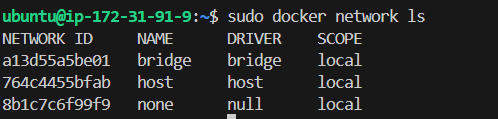 ubuntu@ip-172-31-91-9:~$ sudo docker network ls
NETWORK ID     NAME      DRIVER    SCOPE
a13d55a5be01   bridge    bridge    local
764c4455bfab   host      host      local
8b1c7c6f99f9   none      null      local